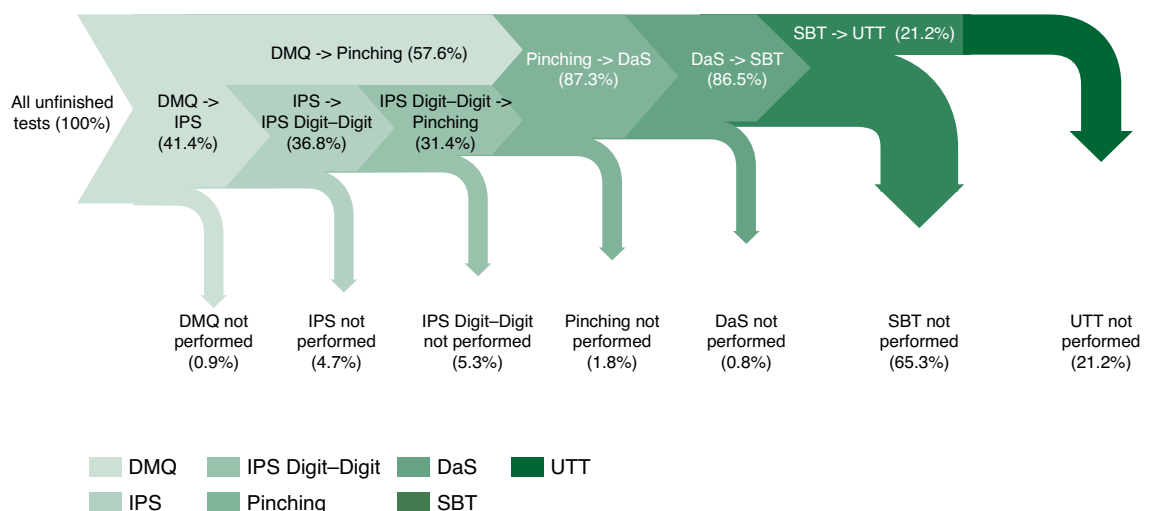 SBT -> UTT (21.2%)
DMQ -> Pinching (57.6%)
Pinching -> DaS
(87.3%)
DaS -> SBT
(86.5%)
All unfinished
tests (100%)
DMQ ->
IPS
(41.4%)
IPS ->
IPS Digit–Digit
(36.8%)
IPS Digit–Digit ->
Pinching
(31.4%)
DMQ not
performed
(0.9%)
IPS not
performed
(4.7%)
IPS Digit–Digit
not performed
(5.3%)
Pinching not
performed
(1.8%)
DaS not
performed
(0.8%)
SBT not
performed
(65.3%)
UTT not
performed
(21.2%)
DMQ
IPS Digit–Digit
DaS
UTT
IPS
Pinching
SBT